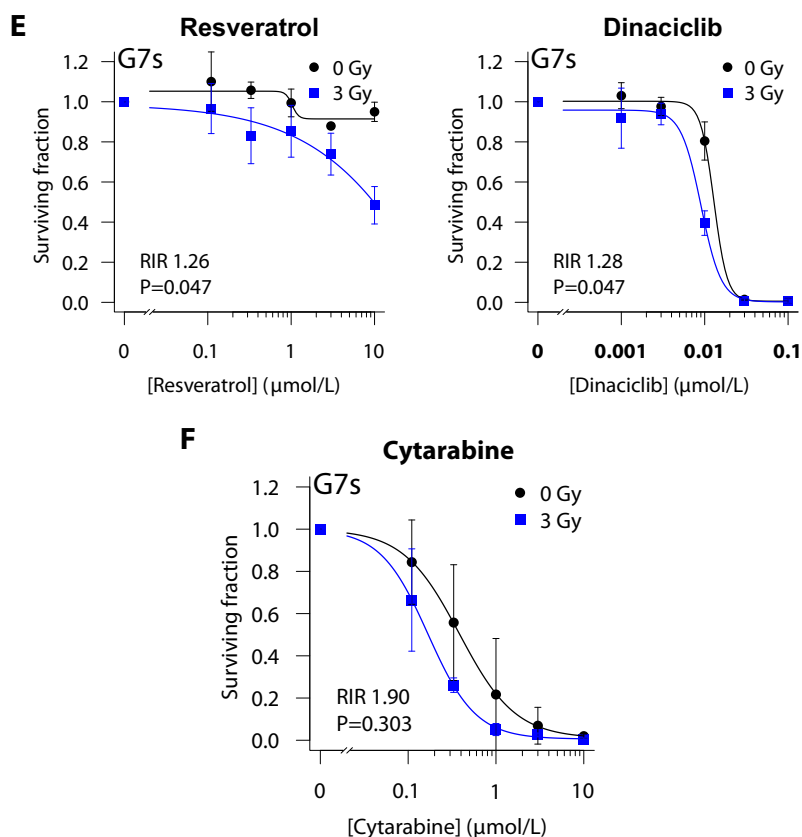 E
Resveratrol
G7s
0 Gy
3 Gy
1.2
1.0
0.8
0.6
0.4
0.2
0.0
Surviving fraction
RIR 1.26
P=0.047
0 0.1 1 10
[Resveratrol] (μmol/L)
Dinaciclib
G7s
0 Gy
3 Gy
1.2
1.0
0.8
0.6
0.4
0.2
0.0
Surviving fraction
RIR 1.28
P=0.047
0 0.001 0.01 0.1
[Dinaciclib] (μmol/L)
F
Cytarabine
G7s
0 Gy
3 Gy
1.2
1.0
0.8
0.6
0.4
0.2
0.0
Surviving fraction
RIR 1.90
P=0.303
0 0.1 1 10
[Cytarabine] (μmol/L)